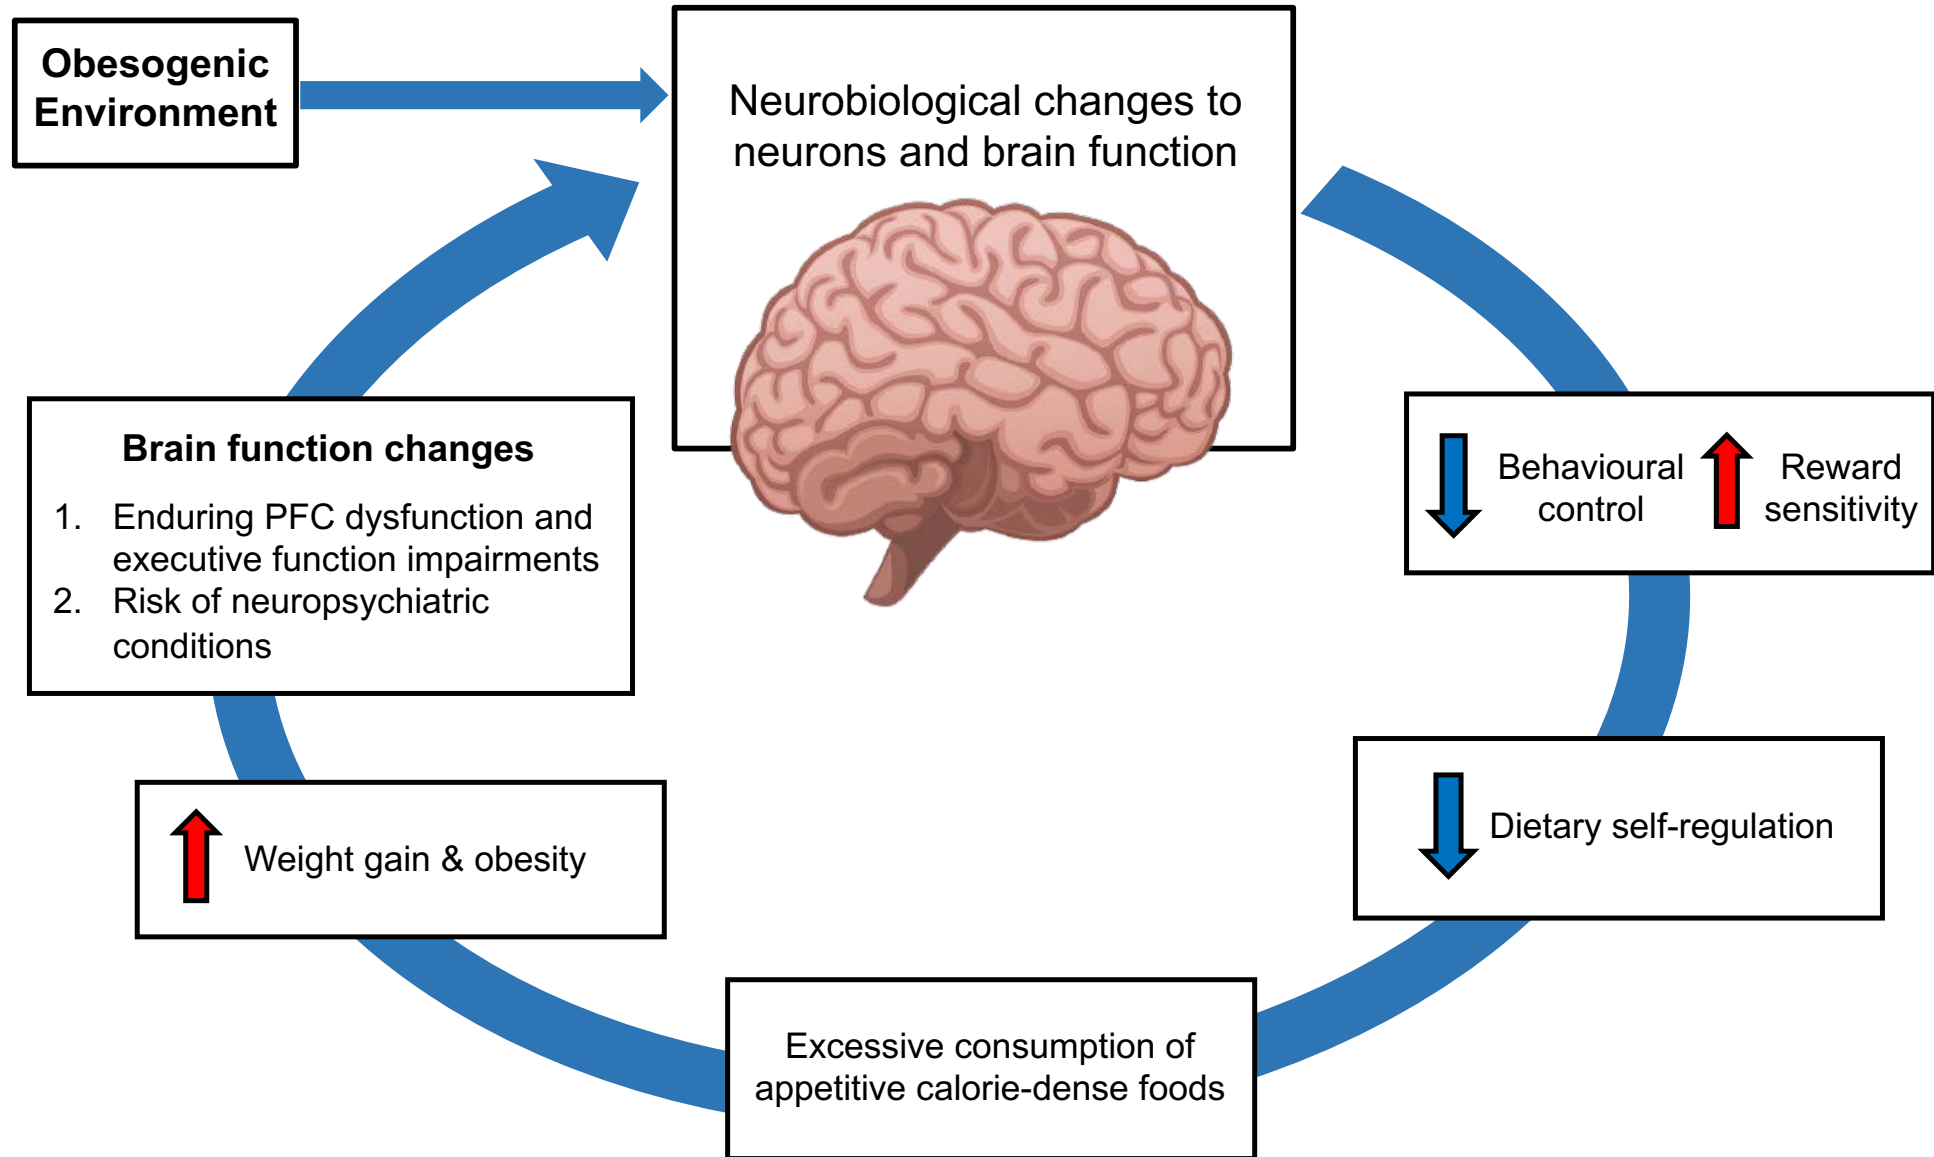 Obesogenic
Environment
Neurobiological changes to
neurons and brain function
Behavioural
control
Reward
sensitivity
Dietary self-regulation
Excessive consumption of
appetitive calorie-dense foods
Weight gain & obesity
Brain function changes
1. Enduring PFC dysfunction and
executive function impairments
2. Risk of neuropsychiatric
conditions